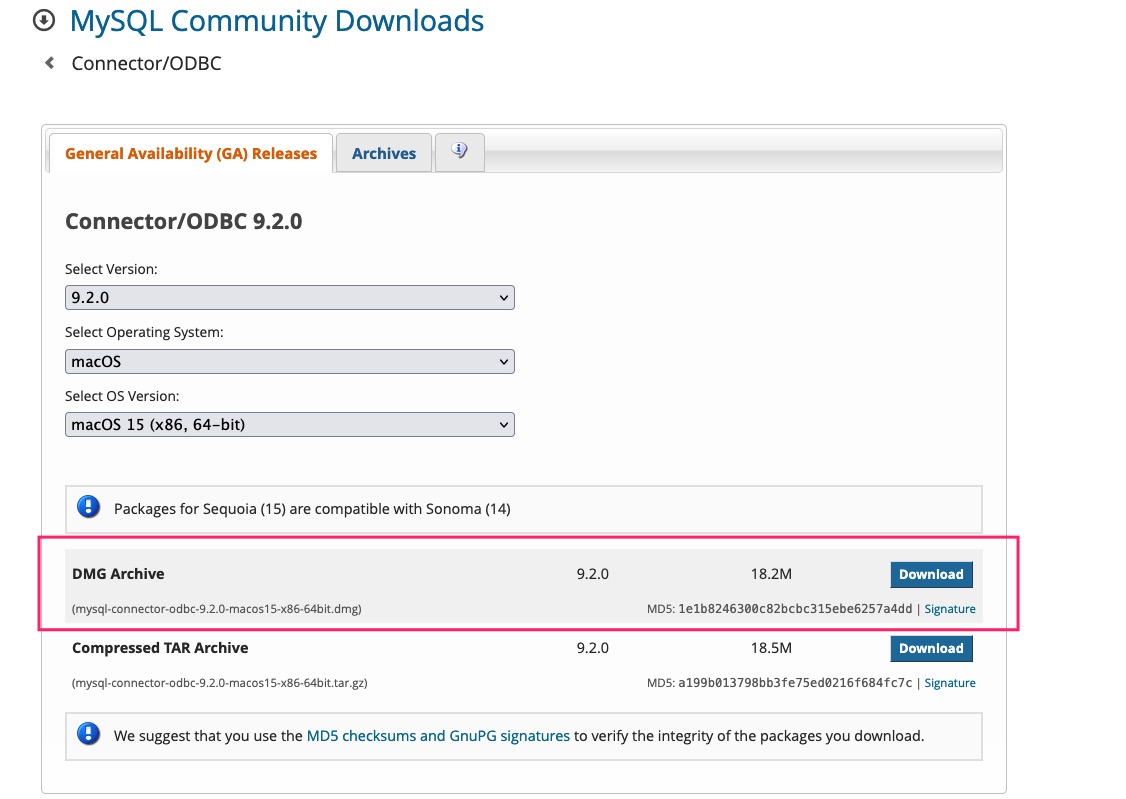 MySQL Community Downloads
Connector/ODBC
General Availability (GA) Releases Archives
Connector/ODBC 9.2.0
Select Version:
9.2.0
Select Operating System:
macOS
Select OS Version:
macOS 15 (x86, 64-bit)
Packages for Sequoia (15) are compatible with Sonoma (14)
DMG Archive 9.2.0 18.2M Download
(mysql-connector-odbc-9.2.0-macos15-x86-64bit.dmg) MD5: 1e1b8246300c82bcbc315ebe6257a4dd | Signature
Compressed TAR Archive 9.2.0 18.5M Download
(mysql-connector-odbc-9.2.0-macos15-x86-64bit.tar.gz) MD5: a199b013798bb3fe75ed0216f684fc7c | Signature
We suggest that you use the MD5 checksums and GnuPG signatures to verify the integrity of the packages you download.